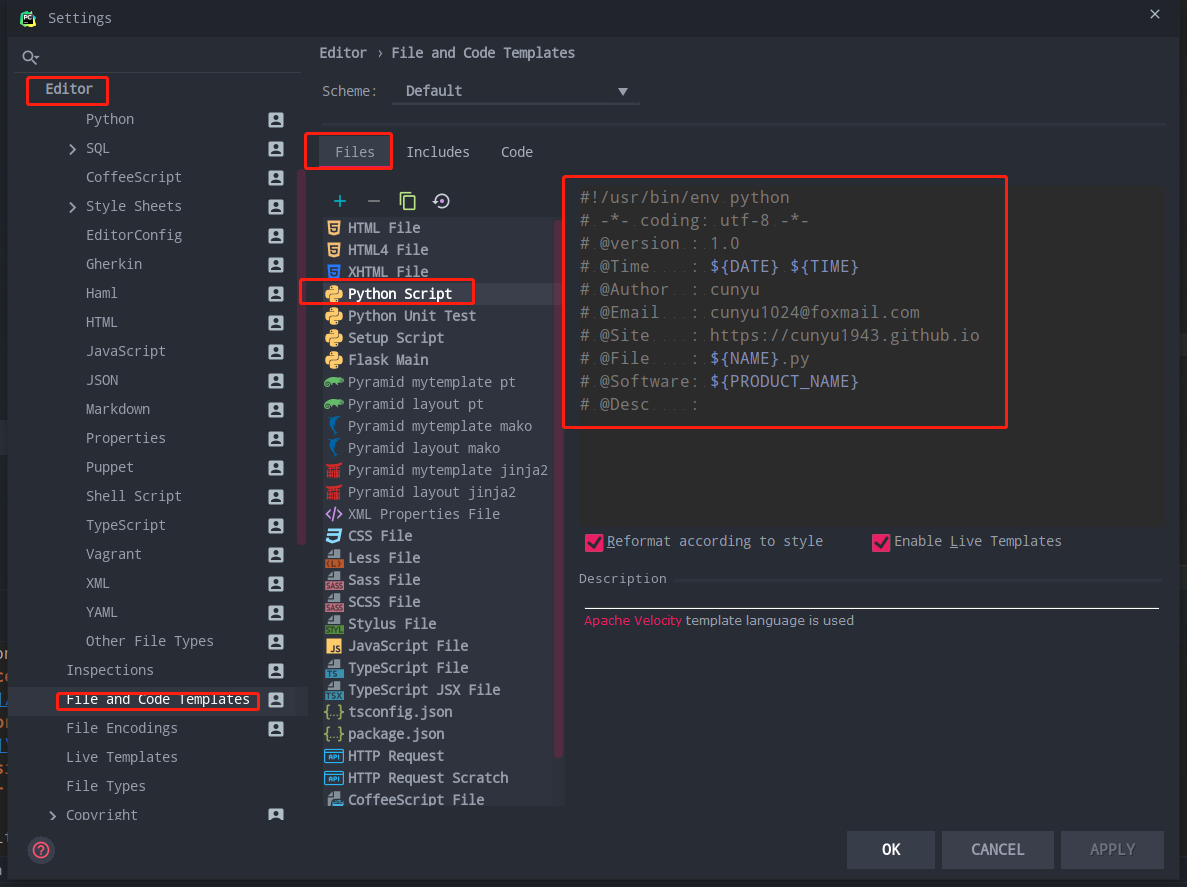 Settings
Editor
Python
SQL
CoffeeScript
Style Sheets
EditorConfig
Gherkin
Haml
HTML
JavaScript
JSON
Markdown
Properties
Puppet
Shell Script
TypeScript
Vagrant
XML
YAML
Other File Types
Inspections
File and Code Templates
File Encodings
Live Templates
File Types
Copyright
Editor › File and Code Templates
Scheme: Default
Files Includes Code
HTML File
HTML4 File
XHTML File
Python Script
Python Unit Test
Setup Script
Flask Main
Pyramid mytemplate pt
Pyramid layout pt
Pyramid mytemplate mako
Pyramid layout mako
Pyramid mytemplate jinja2
Pyramid layout jinja2
XML Properties File
CSS File
Less File
Sass File
SCSS File
Stylus File
JavaScript File
TypeScript File
TypeScript JSX File
tsconfig.json
package.json
HTTP Request
HTTP Request Scratch
CoffeeScript File
#!/usr/bin/env python
# -*- coding: utf-8 -*-
# @version : 1.0
# @Time    : ${DATE} ${TIME}
# @Author  : cunyu
# @Email   : cunyu1024@foxmail.com
# @Site    : https://cunyu1943.github.io
# @File    : ${NAME}.py
# @Software: ${PRODUCT_NAME}
# @Desc    :
Reformat according to style Enable Live Templates
Description
Apache Velocity template language is used
OK CANCEL APPLY